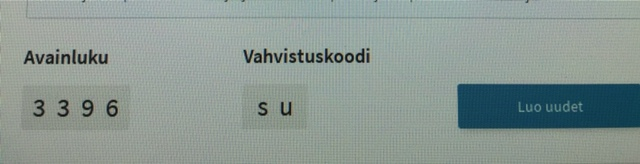 Avainluku Vahvistuskoodi
3 3 9 6 s u Luo uudet